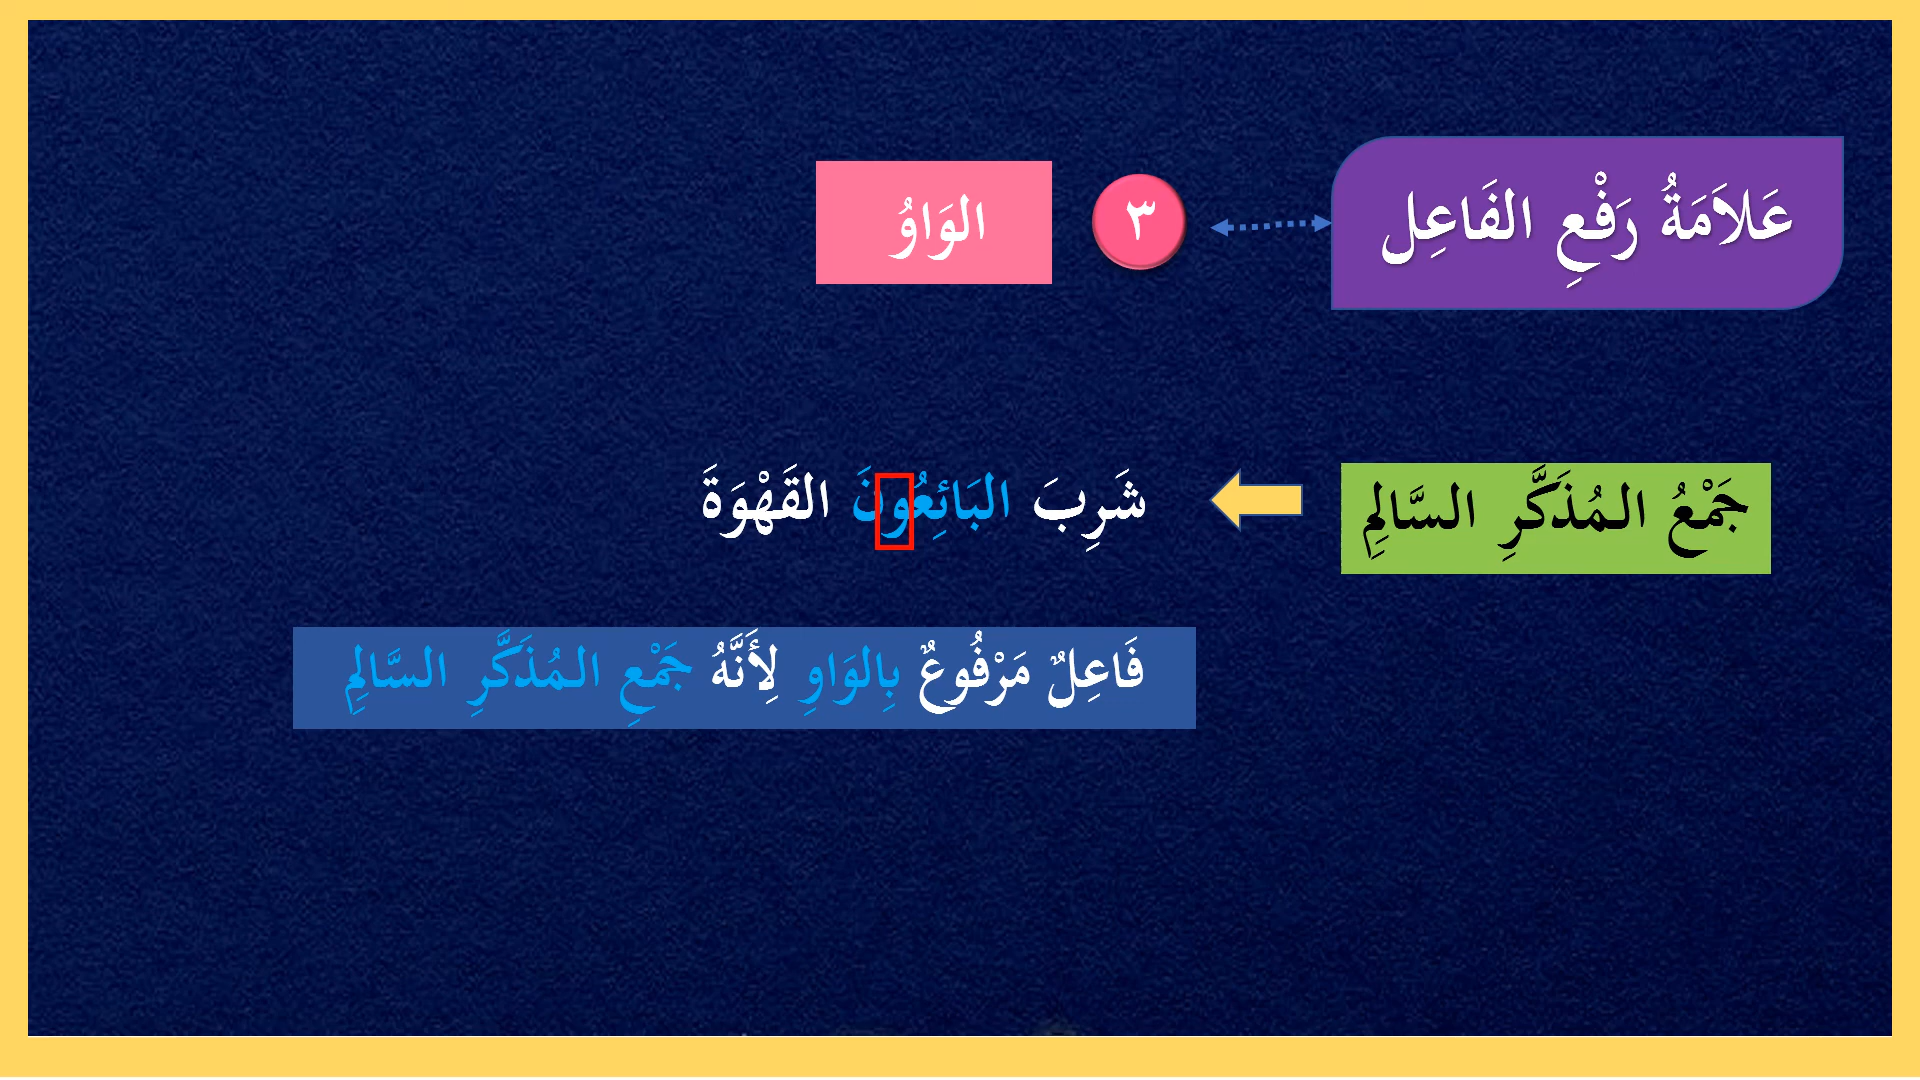 عَلاَمَةُ رَفْعِ الفَاعِل
٣
الوَاوُ
جَمْعُ المُذَكَّرِ السَّالِمِ
شَرِبَ البَائِعُونَ القَهْوَةَ
فَاعِلٌ مَرْفُوعٌ بِالوَاوِ لِأَنَّهُ جَمْعِ المُذَكَّرِ السَّالِمِ